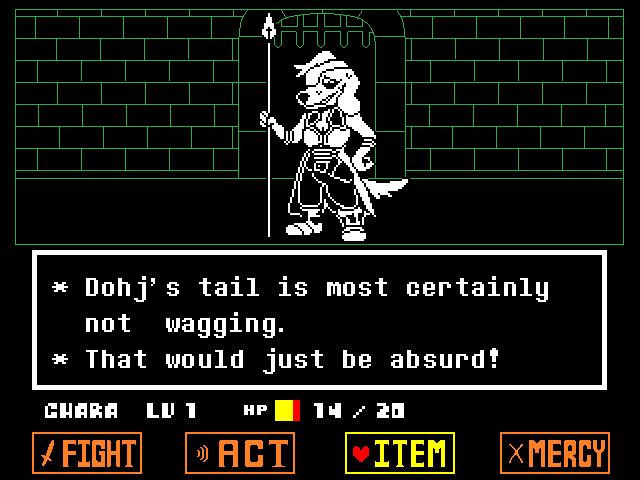 * Dohj's tail is most certainly
not wagging.
* That would just be absurd!
CHARA LV 1 HP 14 / 20
FIGHT ACT ITEM MERCY